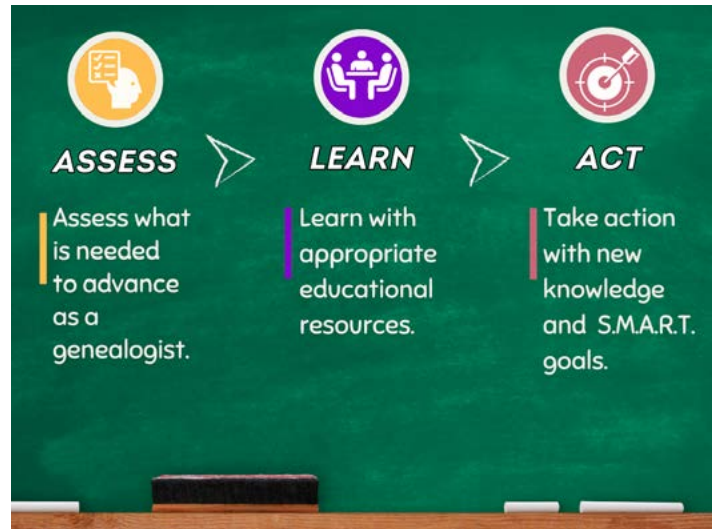 ASSESS
Assess what
is needed
to advance
as a
genealogist.
LEARN
Learn with
appropriate
educational
resources.
ACT
Take action
with new
knowledge
and S.M.A.R.T.
goals.